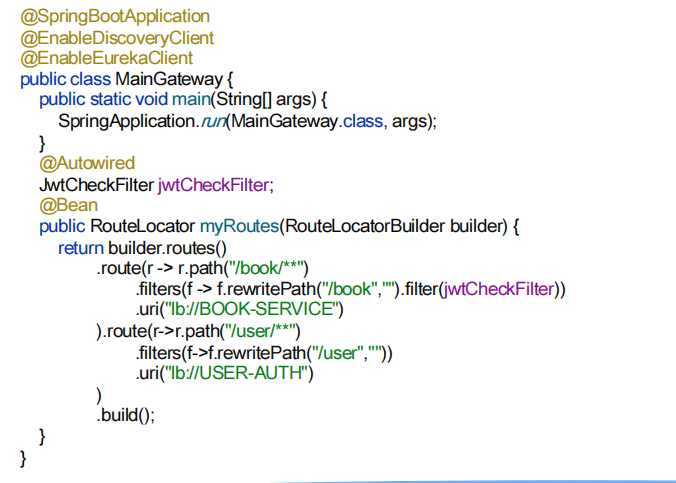 @SpringBootApplication
@EnableDiscoveryClient
@EnableEurekaClient
public class MainGateway {
public static void main(String[] args) {
SpringApplication.run(MainGateway.class, args);
}
@Autowired
JwtCheckFilter jwtCheckFilter;
@Bean
public RouteLocator myRoutes(RouteLocatorBuilder builder) {
return builder.routes()
.route(r -> r.path("/book/**")
.filters(f -> f.rewritePath("/book","").filter(jwtCheckFilter))
.uri("lb://BOOK-SERVICE")
).route(r->r.path("/user/**")
.filters(f->f.rewritePath("/user",""))
.uri("lb://USER-AUTH")
)
.build();
}
}